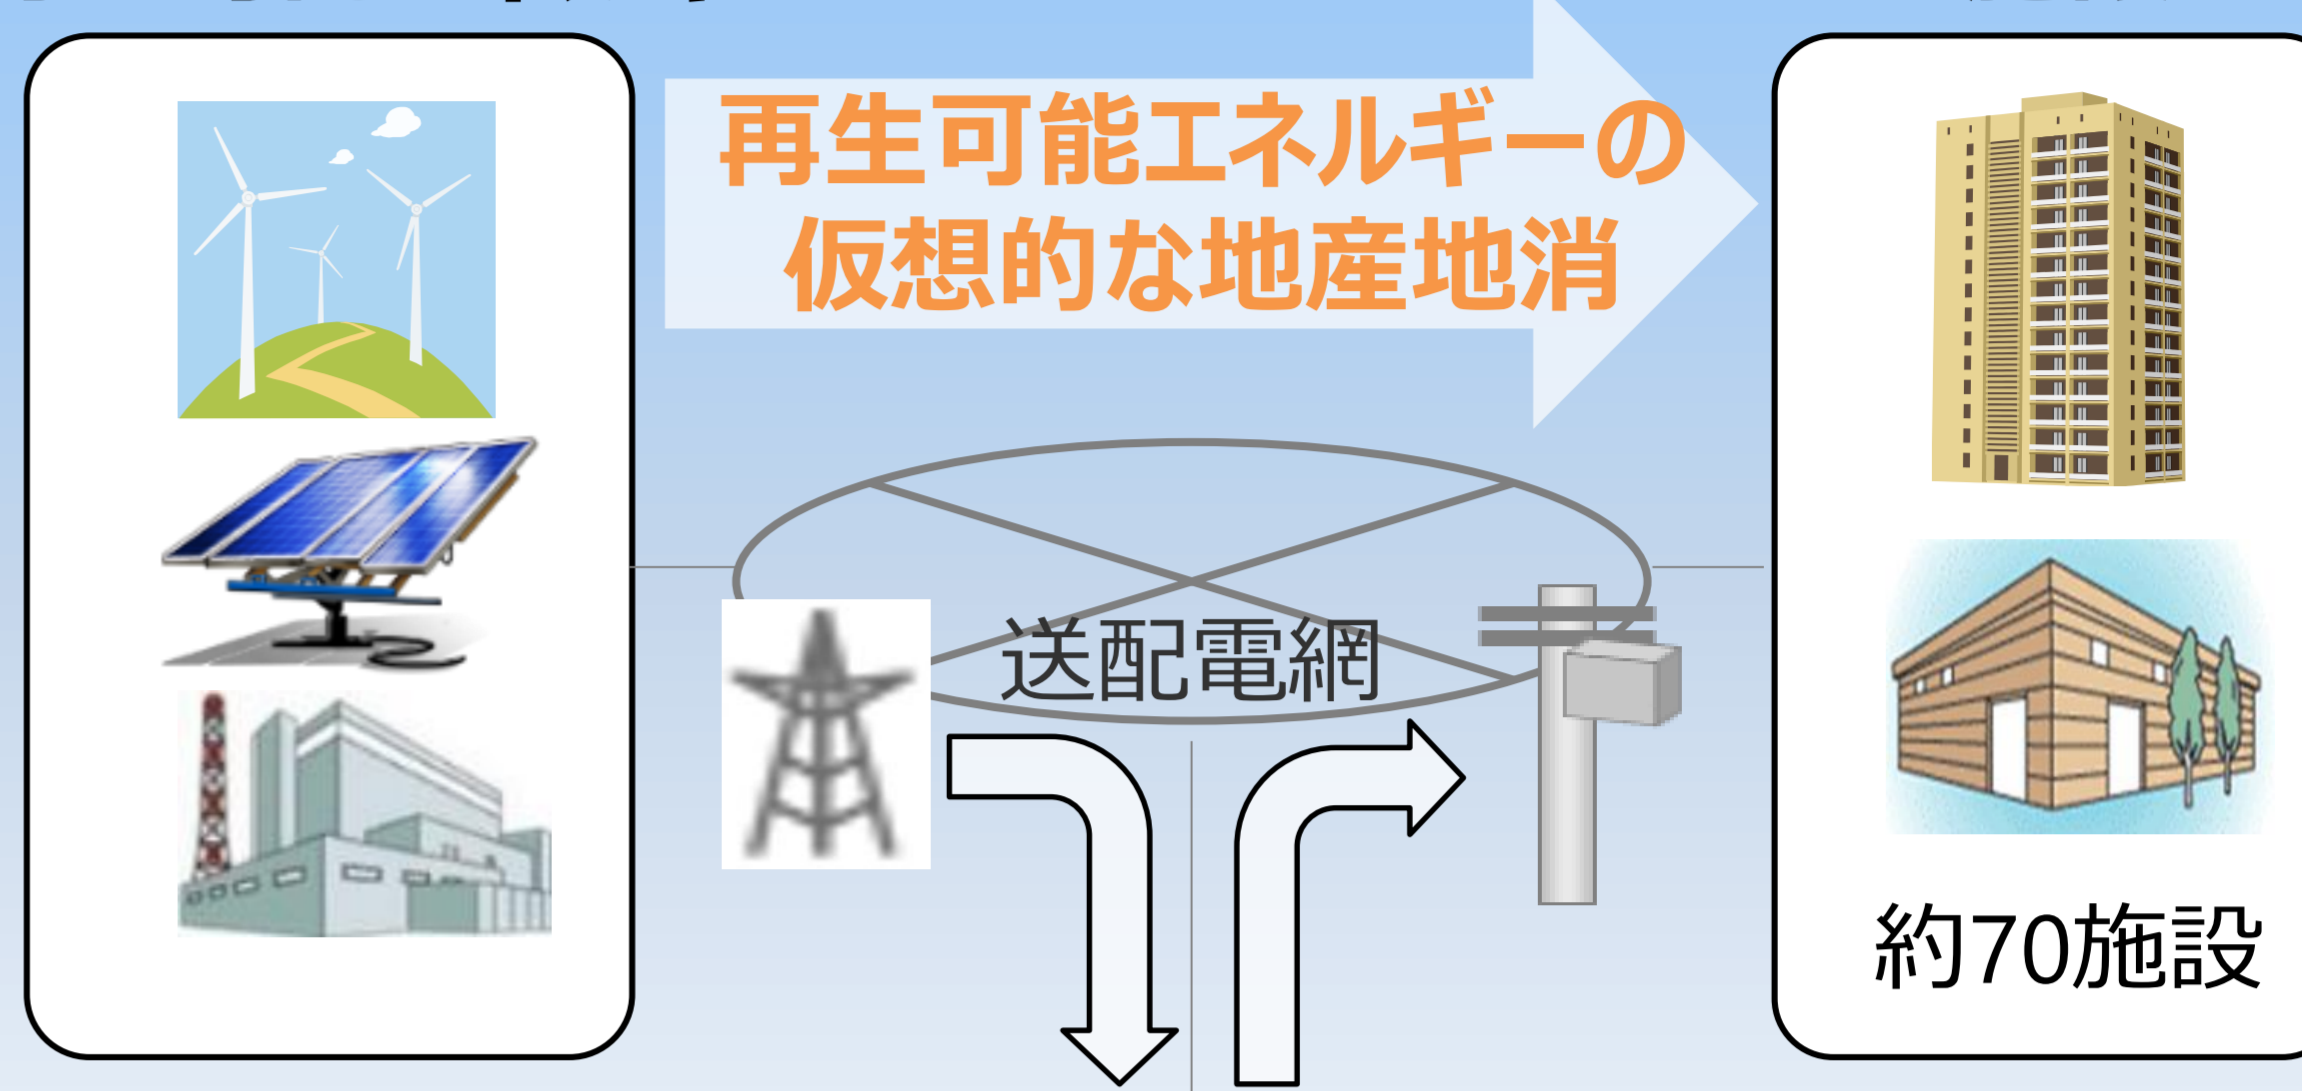 再生可能エネルギーの
仮想的な地産地消
送配電網
約70施設